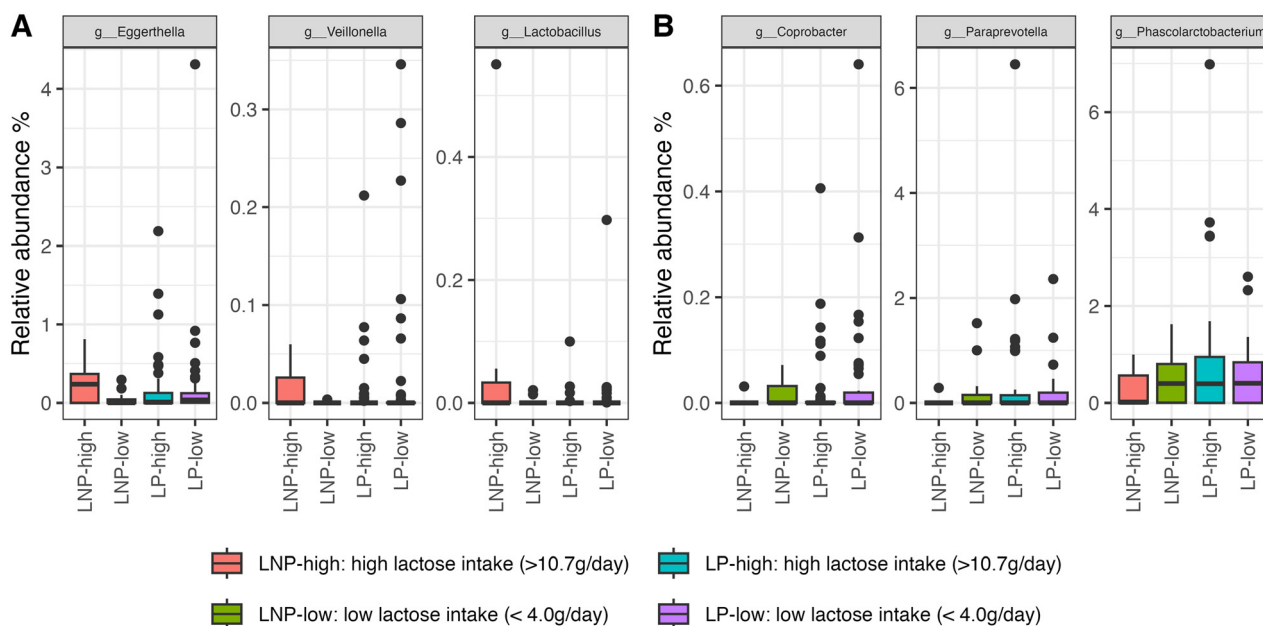 A
B
g__Eggerthella
g__Veillonella
g__Lactobacillus
g__Coprobacter
g__Paraprevotella
g__Phascolarctobacterium
Relative abundance %
4
3
2
1
0
0.3
0.2
0.1
0.0
0.4
0.2
0.0
Relative abundance %
0.6
0.4
0.2
0.0
6
4
2
0
6
4
2
0
LNP-high
LNP-low
LP-high
LP-low
LNP-high
LNP-low
LP-high
LP-low
LNP-high
LNP-low
LP-high
LP-low
LNP-high
LNP-low
LP-high
LP-low
LNP-high
LNP-low
LP-high
LP-low
LNP-high
LNP-low
LP-high
LP-low
LNP-high: high lactose intake (>10.7g/day)
LP-high: high lactose intake (>10.7g/day)
LNP-low: low lactose intake (< 4.0g/day)
LP-low: low lactose intake (< 4.0g/day)